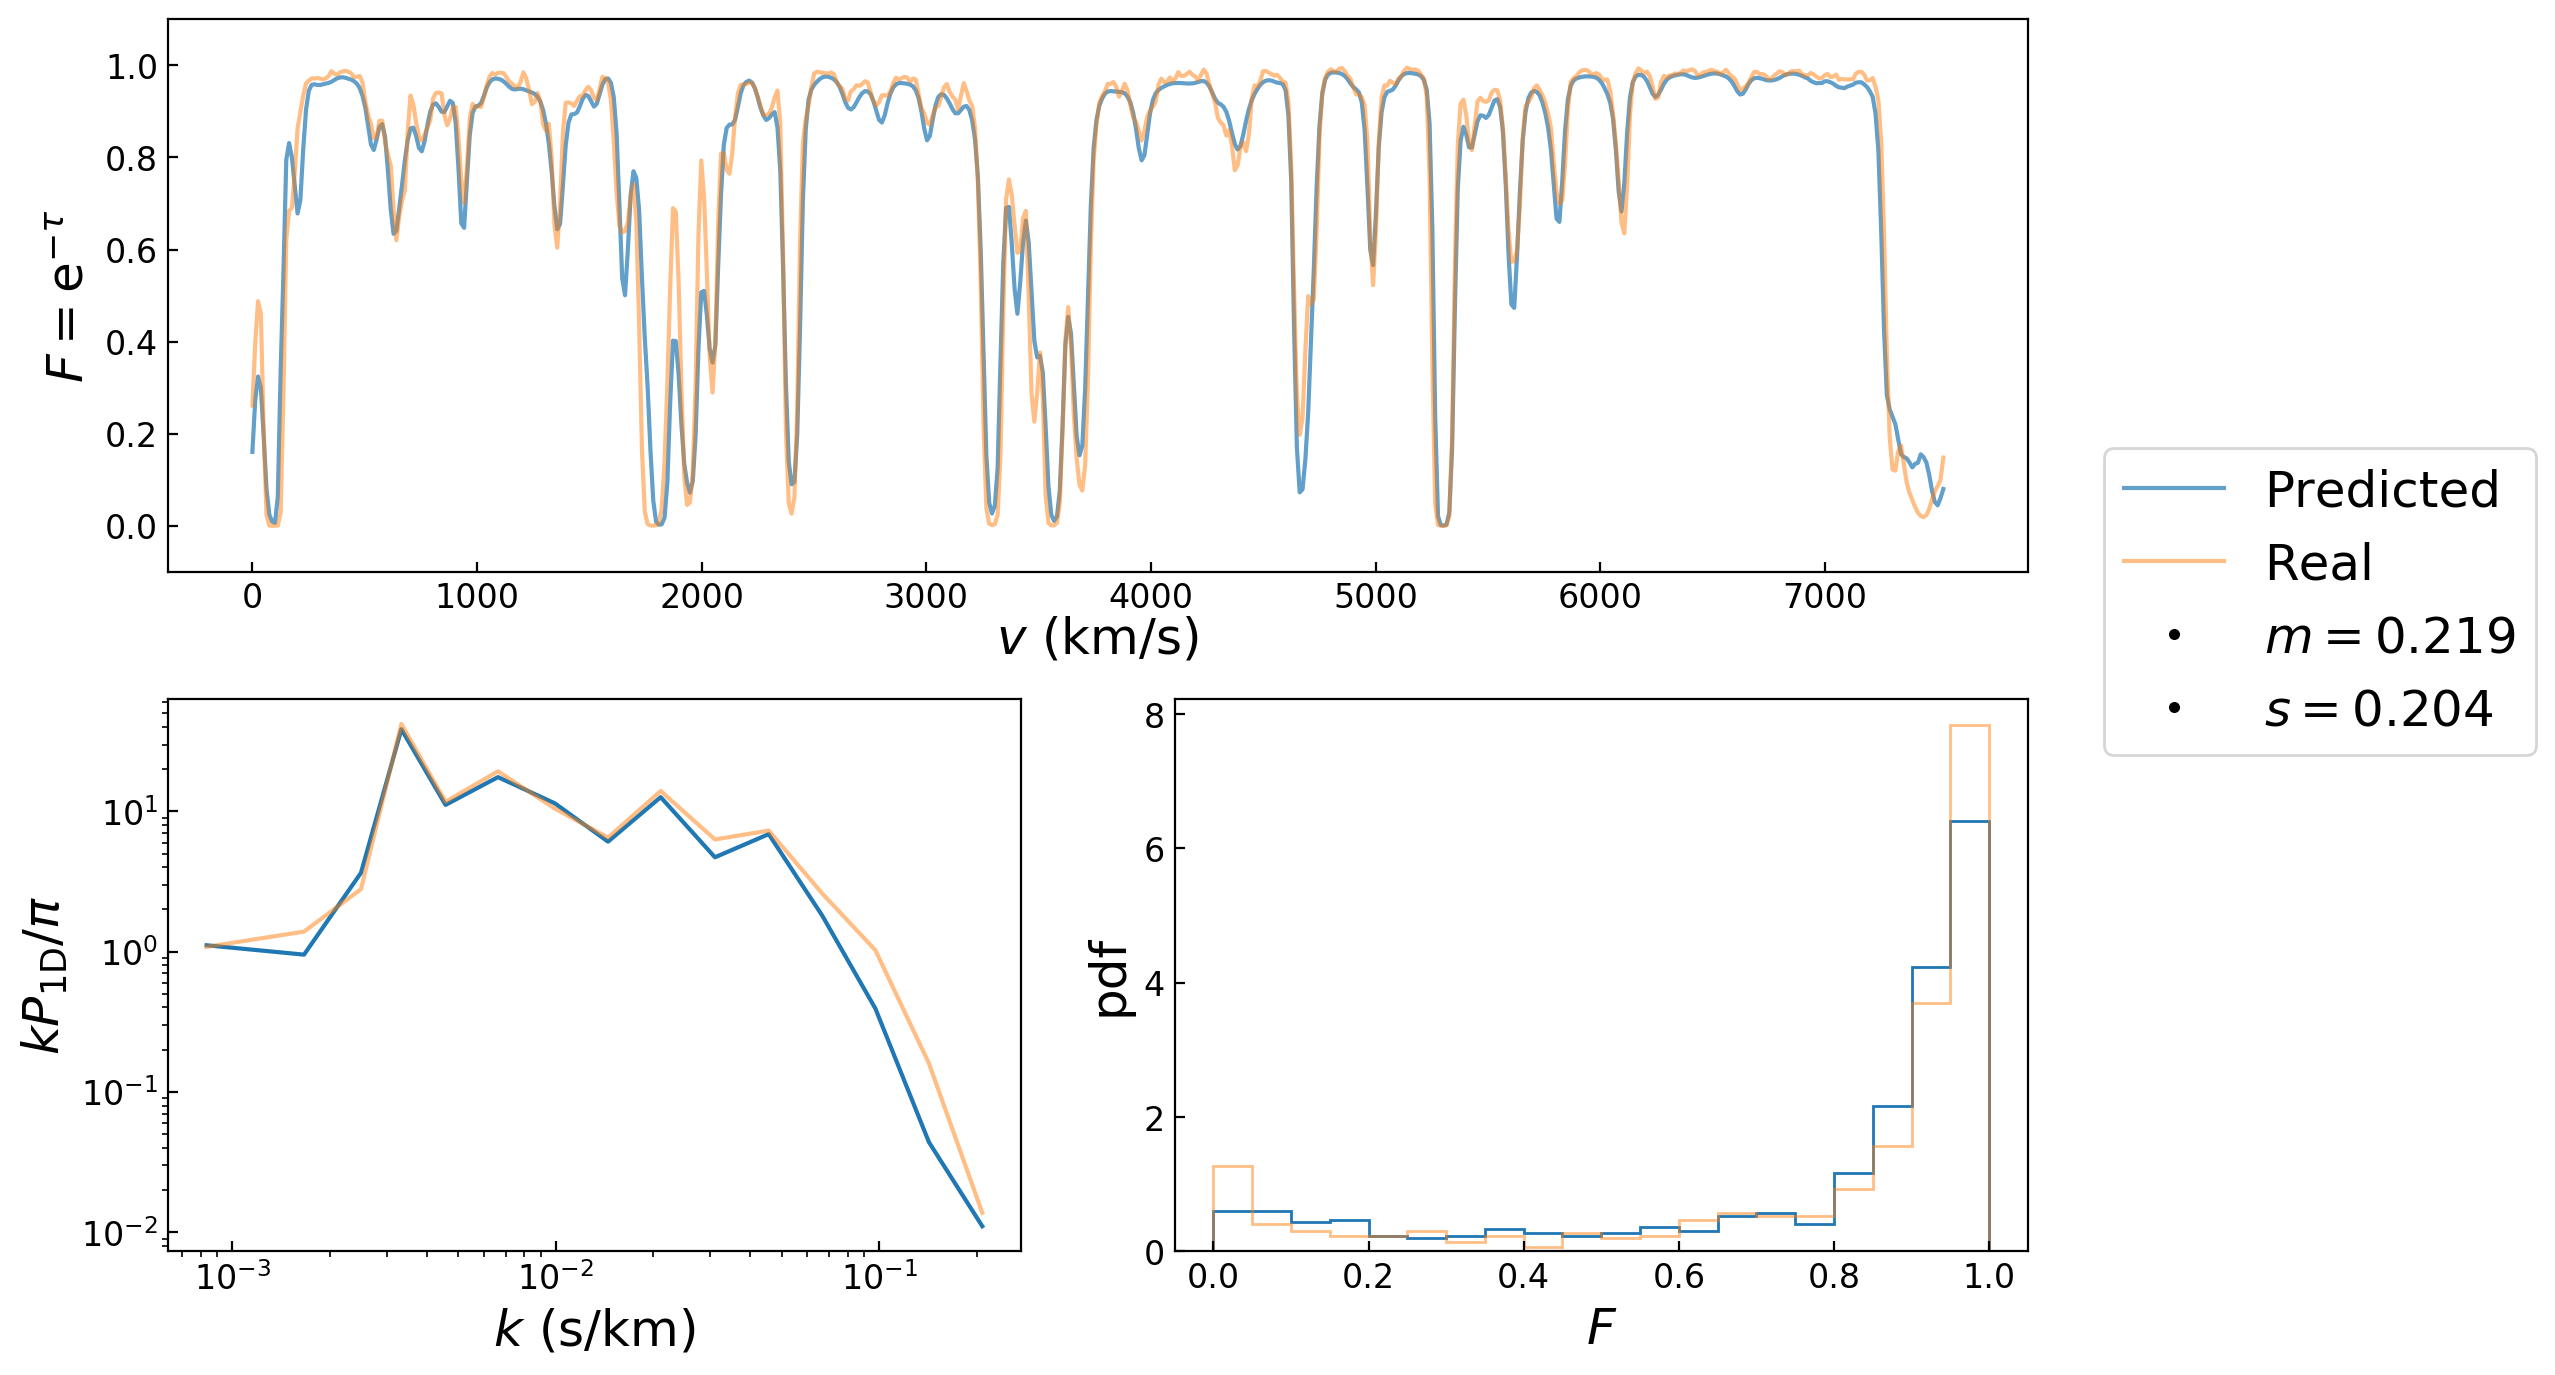 1.0
0.8
0.6
0.4
0.2
0.0
F = e^{-τ}
0 1000 2000 3000 4000 5000 6000 7000
v (km/s)
Predicted
Real
m = 0.219
s = 0.204
10^1
10^0
10^{-1}
10^{-2}
kP_{1D}/π
10^{-3} 10^{-2} 10^{-1}
k (s/km)
8
6
4
2
0
pdf
0.0 0.2 0.4 0.6 0.8 1.0
F